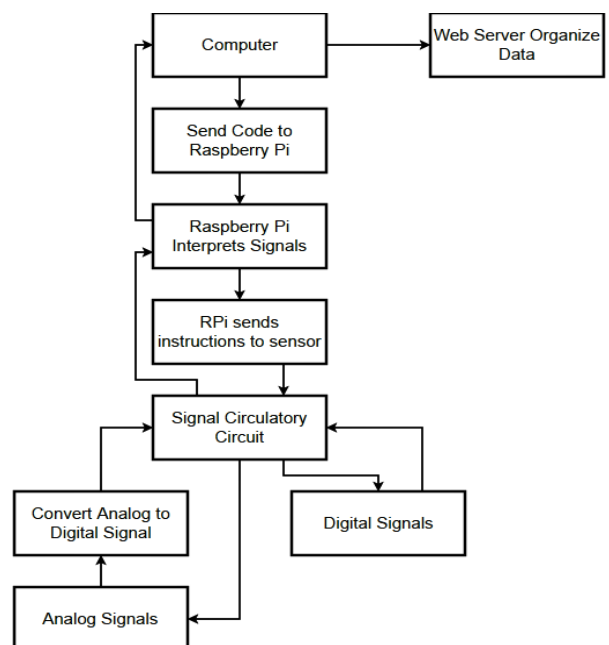 Computer
Web Server Organize
Data
Send Code to
Raspberry Pi
Raspberry Pi
Interprets Signals
RPi sends
instructions to sensor
Signal Circulatory
Circuit
Convert Analog to
Digital Signal
Digital Signals
Analog Signals